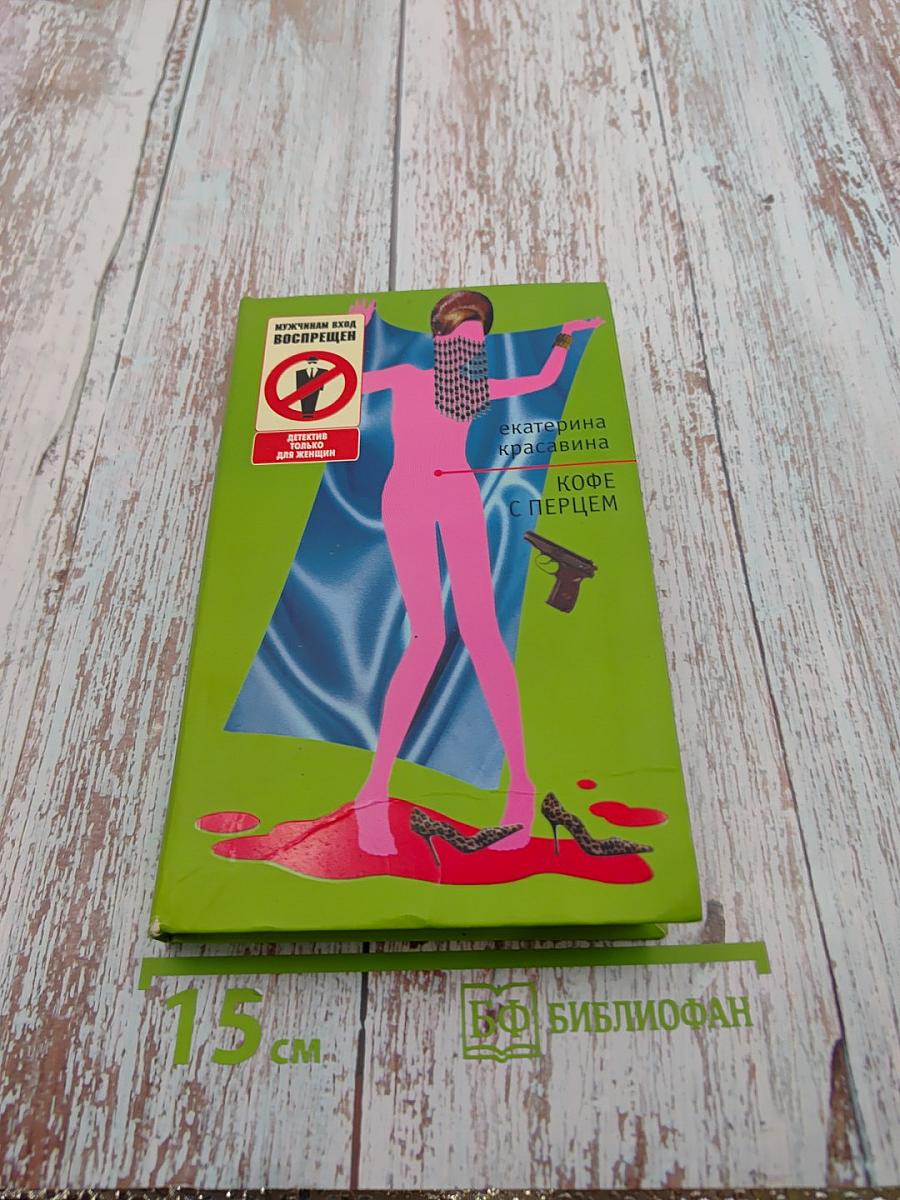 МУЖЧИНАМ ВХОД
ВОСПРЕЩЕН
ДЕТЕКТИВ
ТОЛЬКО
ДЛЯ ЖЕНЩИН
екатерина
красавина
КОФЕ
С ПЕРЦЕМ
15 см
БФ БИБЛИОФАН